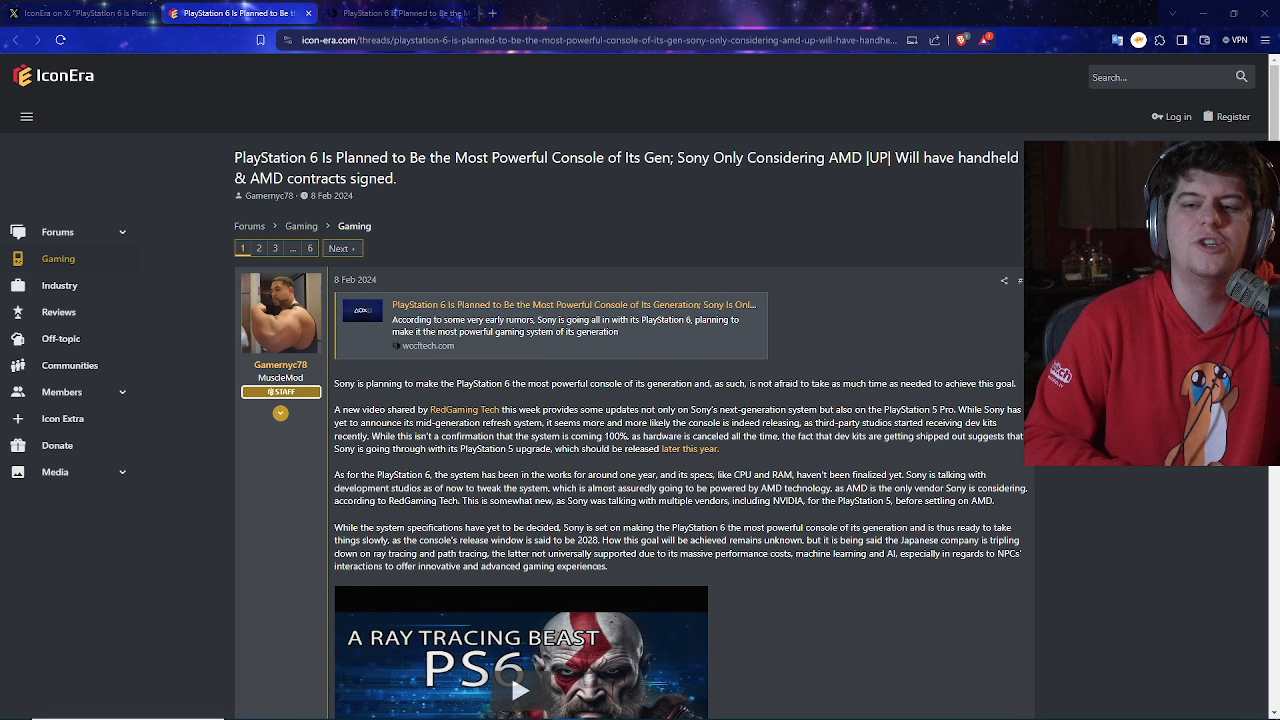 IconEra on X: "PlayStation 6 Is Plann
PlayStation 6 Is Planned to Be th
PlayStation 6 Is Planned to Be the M
icon-era.com/threads/playstation-6-is-planned-to-be-the-most-powerful-console-of-its-gen-sony-only-considering-amd-up-will-have-handhe...
VPN
IconEra
Search...
Log in
Register
PlayStation 6 Is Planned to Be the Most Powerful Console of Its Gen; Sony Only Considering AMD |UP| Will have handheld
& AMD contracts signed.
Gamernyc78 · 8 Feb 2024
Forums > Gaming > Gaming
1 2 3 ... 6 Next
Forums
Gaming
Industry
Reviews
Off-topic
Communities
Members
Icon Extra
Donate
Media
Gamernyc78
MuscleMod
STAFF
8 Feb 2024
PlayStation 6 Is Planned to Be the Most Powerful Console of Its Generation; Sony Is Onl...
According to some very early rumors, Sony is going all in with its PlayStation 6, planning to
make it the most powerful gaming system of its generation
wccftech.com
Sony is planning to make the PlayStation 6 the most powerful console of its generation and, as such, is not afraid to take as much time as needed to achieve this goal.
A new video shared by RedGaming Tech this week provides some updates not only on Sony's next-generation system but also on the PlayStation 5 Pro. While Sony has
yet to announce its mid-generation refresh system, it seems more and more likely the console is indeed releasing, as third-party studios started receiving dev kits
recently. While this isn't a confirmation that the system is coming 100%, as hardware is canceled all the time, the fact that dev kits are getting shipped out suggests that
Sony is going through with its PlayStation 5 upgrade, which should be released later this year.
As for the PlayStation 6, the system has been in the works for around one year, and its specs, like CPU and RAM, haven't been finalized yet. Sony is talking with
development studios as of now to tweak the system, which is almost assuredly going to be powered by AMD technology, as AMD is the only vendor Sony is considering,
according to RedGaming Tech. This is somewhat new, as Sony was talking with multiple vendors, including NVIDIA, for the PlayStation 5, before settling on AMD.
While the system specifications have yet to be decided, Sony is set on making the PlayStation 6 the most powerful console of its generation and is thus ready to take
things slowly, as the console's release window is said to be 2028. How this goal will be achieved remains unknown, but it is being said the Japanese company is tripling
down on ray tracing and path tracing, the latter not universally supported due to its massive performance costs, machine learning and AI, especially in regards to NPCs'
interactions to offer innovative and advanced gaming experiences.
A RAY TRACING BEAST
PS6